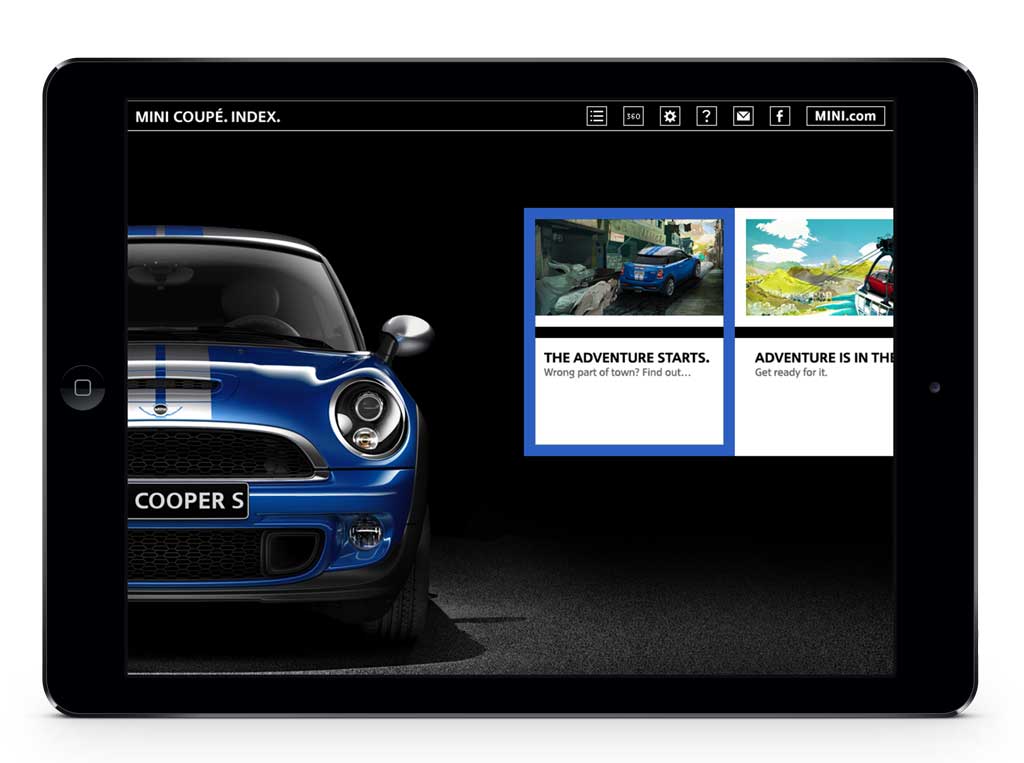 MINI COUPÉ. INDEX.
360
?
f
MINI.com
THE ADVENTURE STARTS.
Wrong part of town? Find out...
ADVENTURE IS IN THE
Get ready for it.
MINI
COOPER S